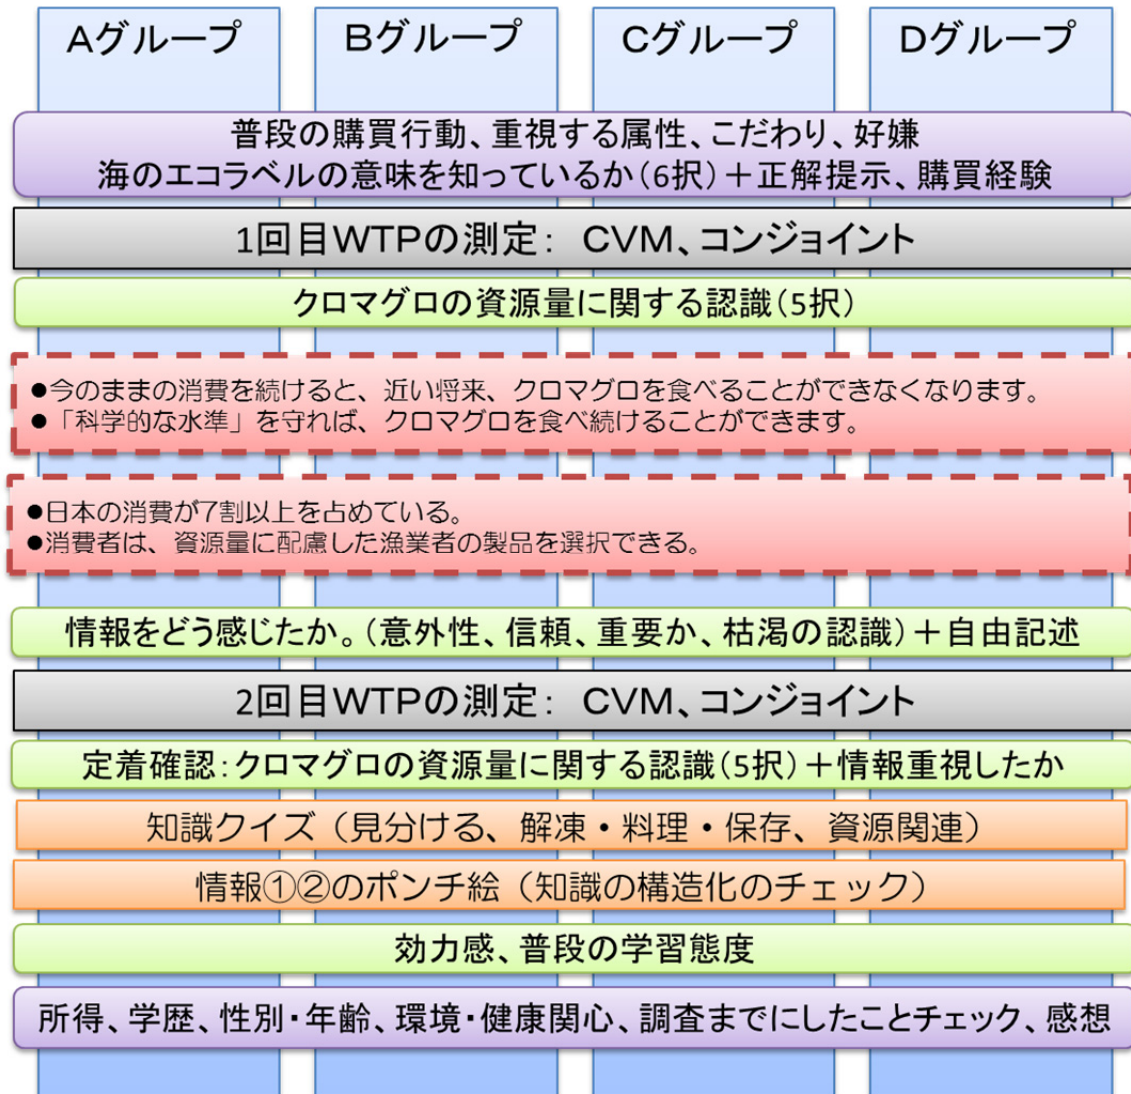 Aグループ
Bグループ
Cグループ
Dグループ
普段の購買行動、重視する属性、こだわり、好嫌
海のエコラベルの意味を知っているか(6択)＋正解提示、購買経験
1回目WTPの測定： CVM、コンジョイント
クロマグロの資源量に関する認識(5択)
●今のままの消費を続けると、近い将来、クロマグロを食べることができなくなります。
●「科学的な水準」を守れば、クロマグロを食べ続けることができます。
●日本の消費が7割以上を占めている。
●消費者は、資源量に配慮した漁業者の製品を選択できる。
情報をどう感じたか。(意外性、信頼、重要か、枯渇の認識)＋自由記述
2回目WTPの測定： CVM、コンジョイント
定着確認：クロマグロの資源量に関する認識(5択)＋情報重視したか
知識クイズ（見分ける、解凍・料理・保存、資源関連）
情報①②のポンチ絵（知識の構造化のチェック）
効力感、普段の学習態度
所得、学歴、性別・年齢、環境・健康関心、調査までにしたことチェック、感想